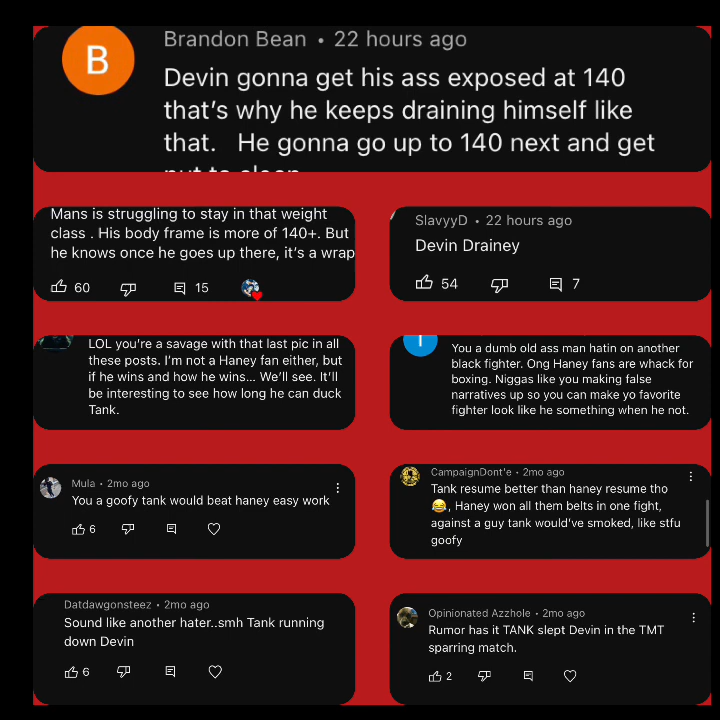 B
Brandon Bean • 22 hours ago
Devin gonna get his ass exposed at 140
that's why he keeps draining himself like
that. He gonna go up to 140 next and get
Mans is struggling to stay in that weight
class . His body frame is more of 140+. But
he knows once he goes up there, it's a wrap
60 15
SlavyyD • 22 hours ago
Devin Drainey
54 7
LOL you're a savage with that last pic in all
these posts. I'm not a Haney fan either, but
if he wins and how he wins... We'll see. It'll
be interesting to see how long he can duck
Tank.
You a dumb old ass man hatin on another
black fighter. Ong Haney fans are whack for
boxing. Niggas like you making false
narratives up so you can make yo favorite
fighter look like he something when he not.
Mula • 2mo ago
You a goofy tank would beat haney easy work
6
CampaignDont'e • 2mo ago
Tank resume better than haney resume tho
😂, Haney won all them belts in one fight,
against a guy tank would've smoked, like stfu
goofy
Datdawgonsteez • 2mo ago
Sound like another hater..smh Tank running
down Devin
6
Opinionated Azzhole • 2mo ago
Rumor has it TANK slept Devin in the TMT
sparring match.
2